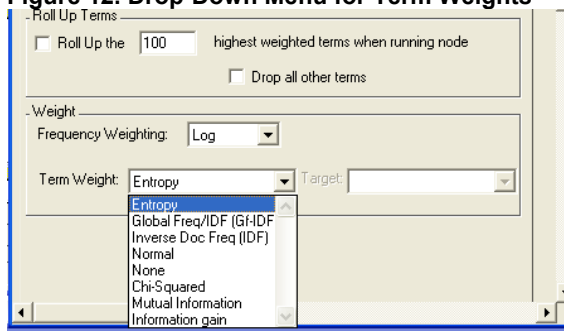 Figure 12. Drop-Down Menu for Term Weights
Roll Up Terms
Roll Up the 100 highest weighted terms when running node
Drop all other terms
Weight
Frequency Weighting: Log
Term Weight: Entropy Target:
Entropy
Global Freq/IDF (Gf-IDF
Inverse Doc Freq (IDF)
Normal
None
Chi-Squared
Mutual Information
Information gain